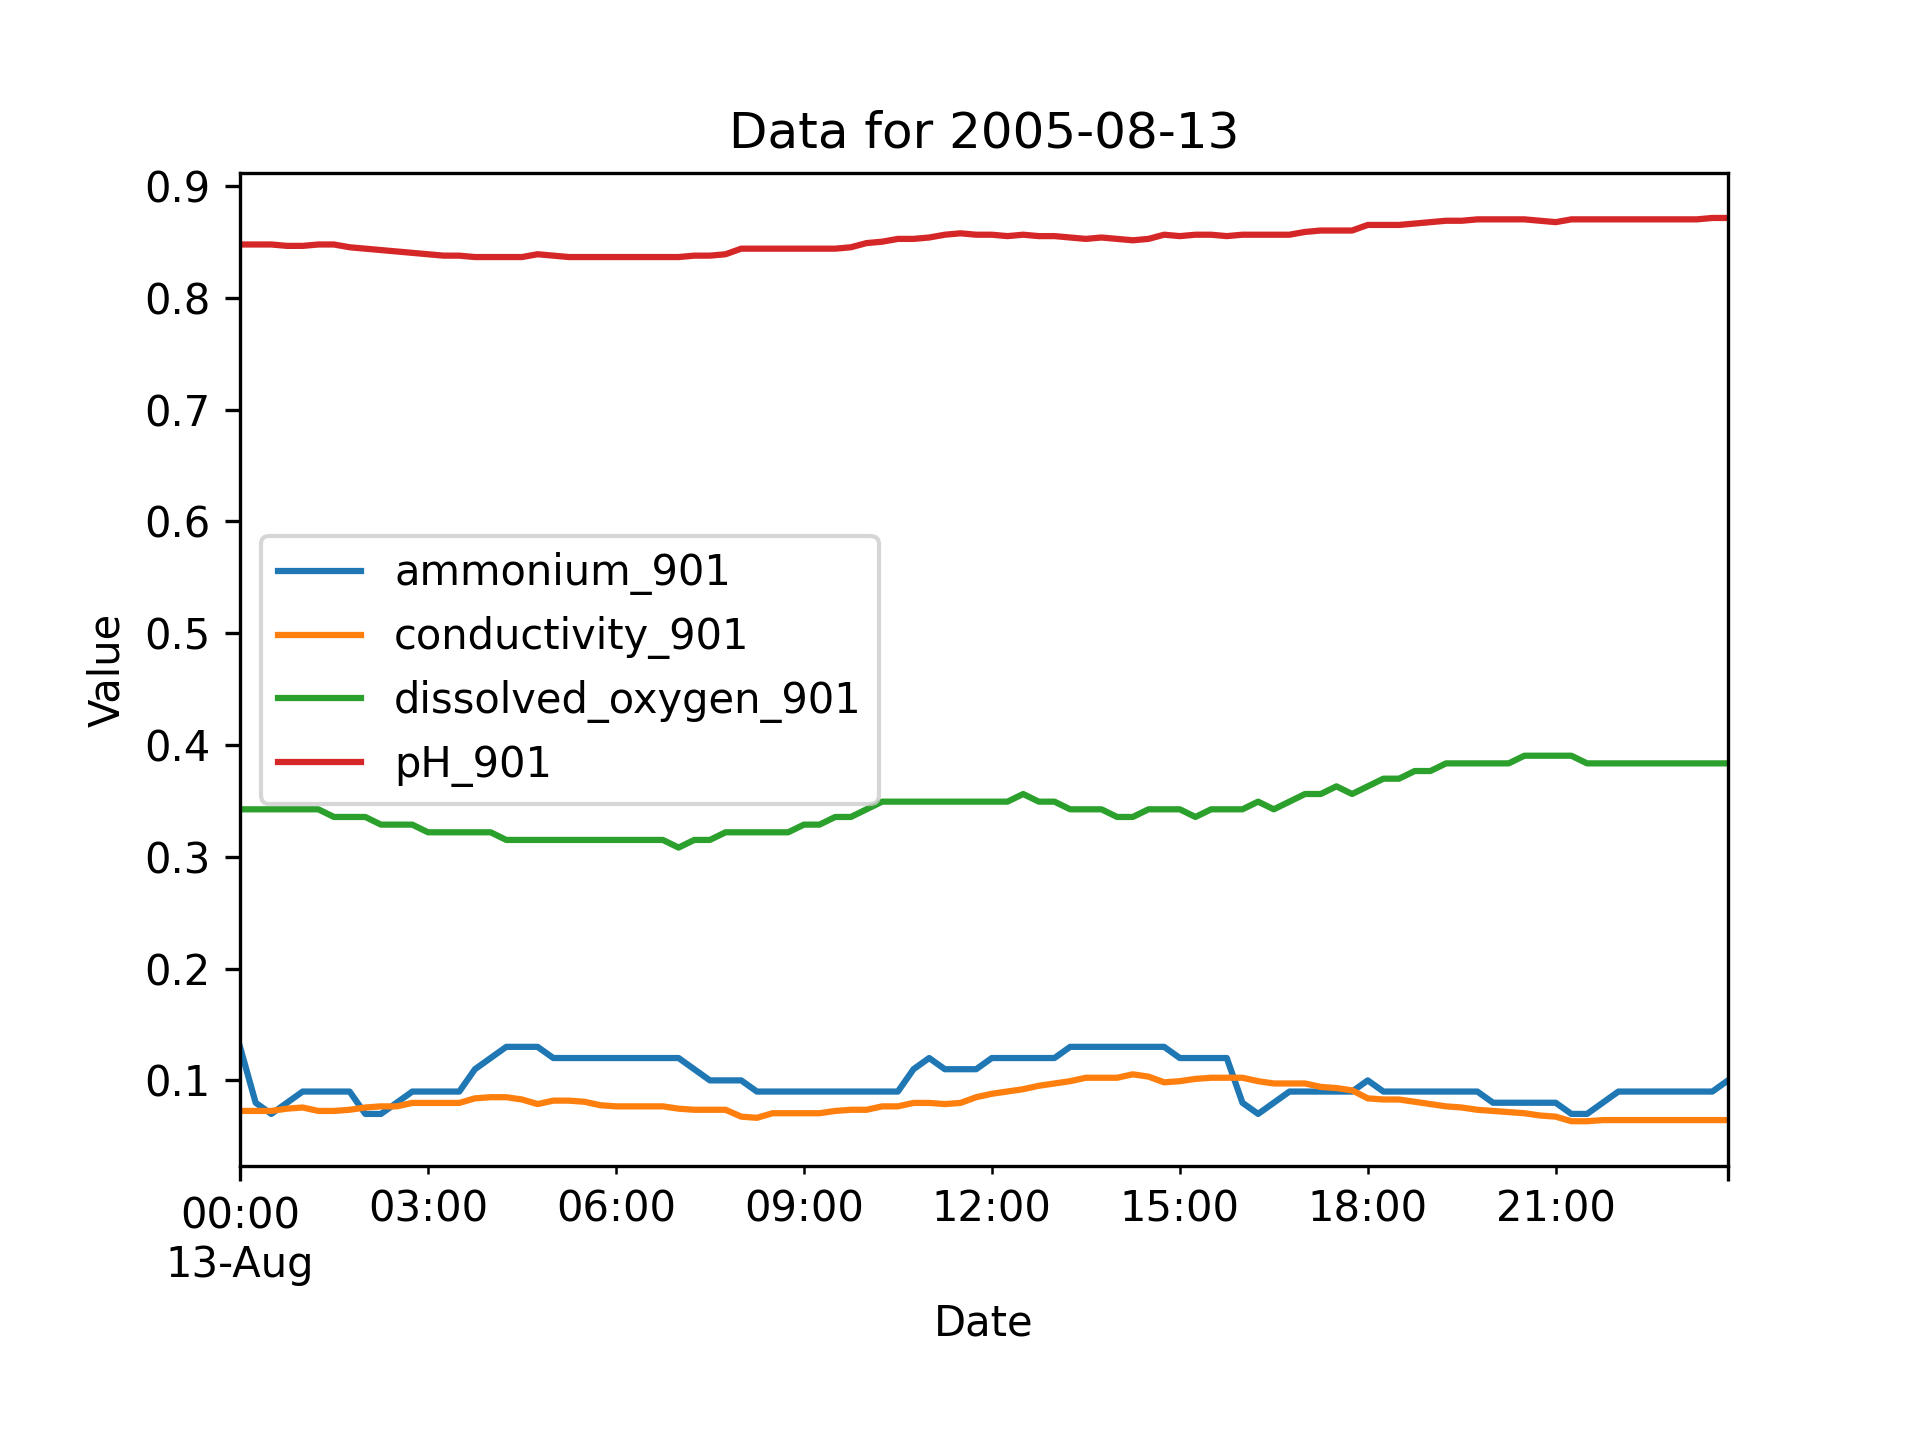 Data for 2005-08-13
0.9
0.8
0.7
0.6
0.5
0.4
0.3
0.2
0.1
Value
ammonium_901
conductivity_901
dissolved_oxygen_901
pH_901
00:00 03:00 06:00 09:00 12:00 15:00 18:00 21:00
13-Aug
Date